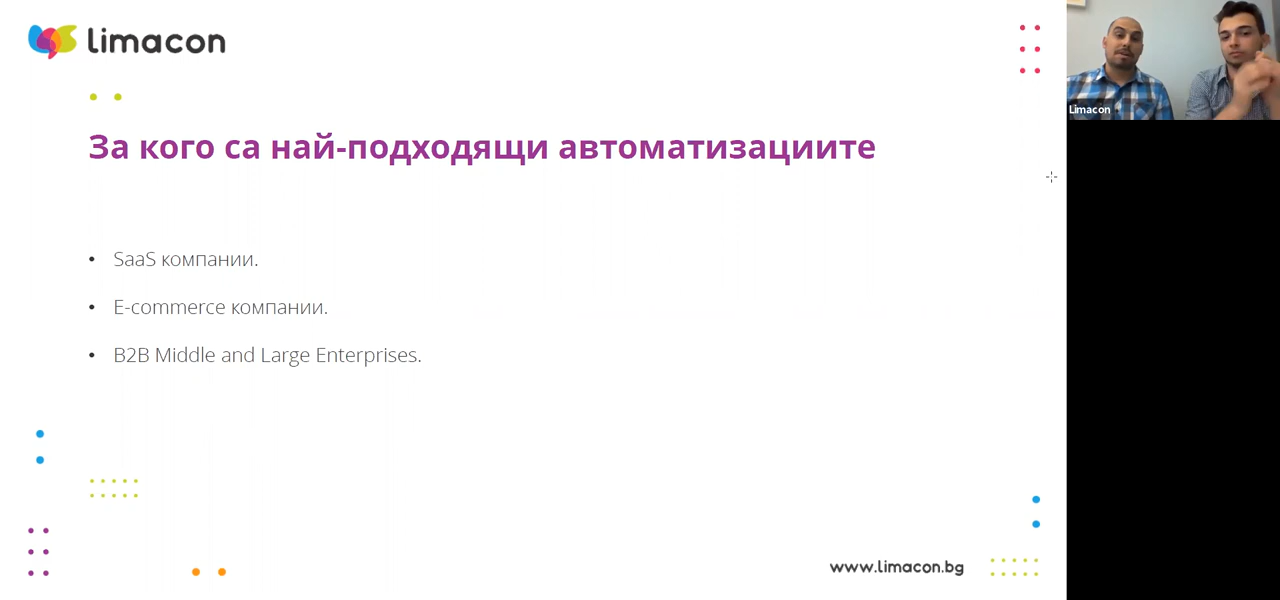 limacon
За кого са най-подходящи автоматизациите
• SaaS компании.
• E-commerce компании.
• B2B Middle and Large Enterprises.
www.limacon.bg
Limacon